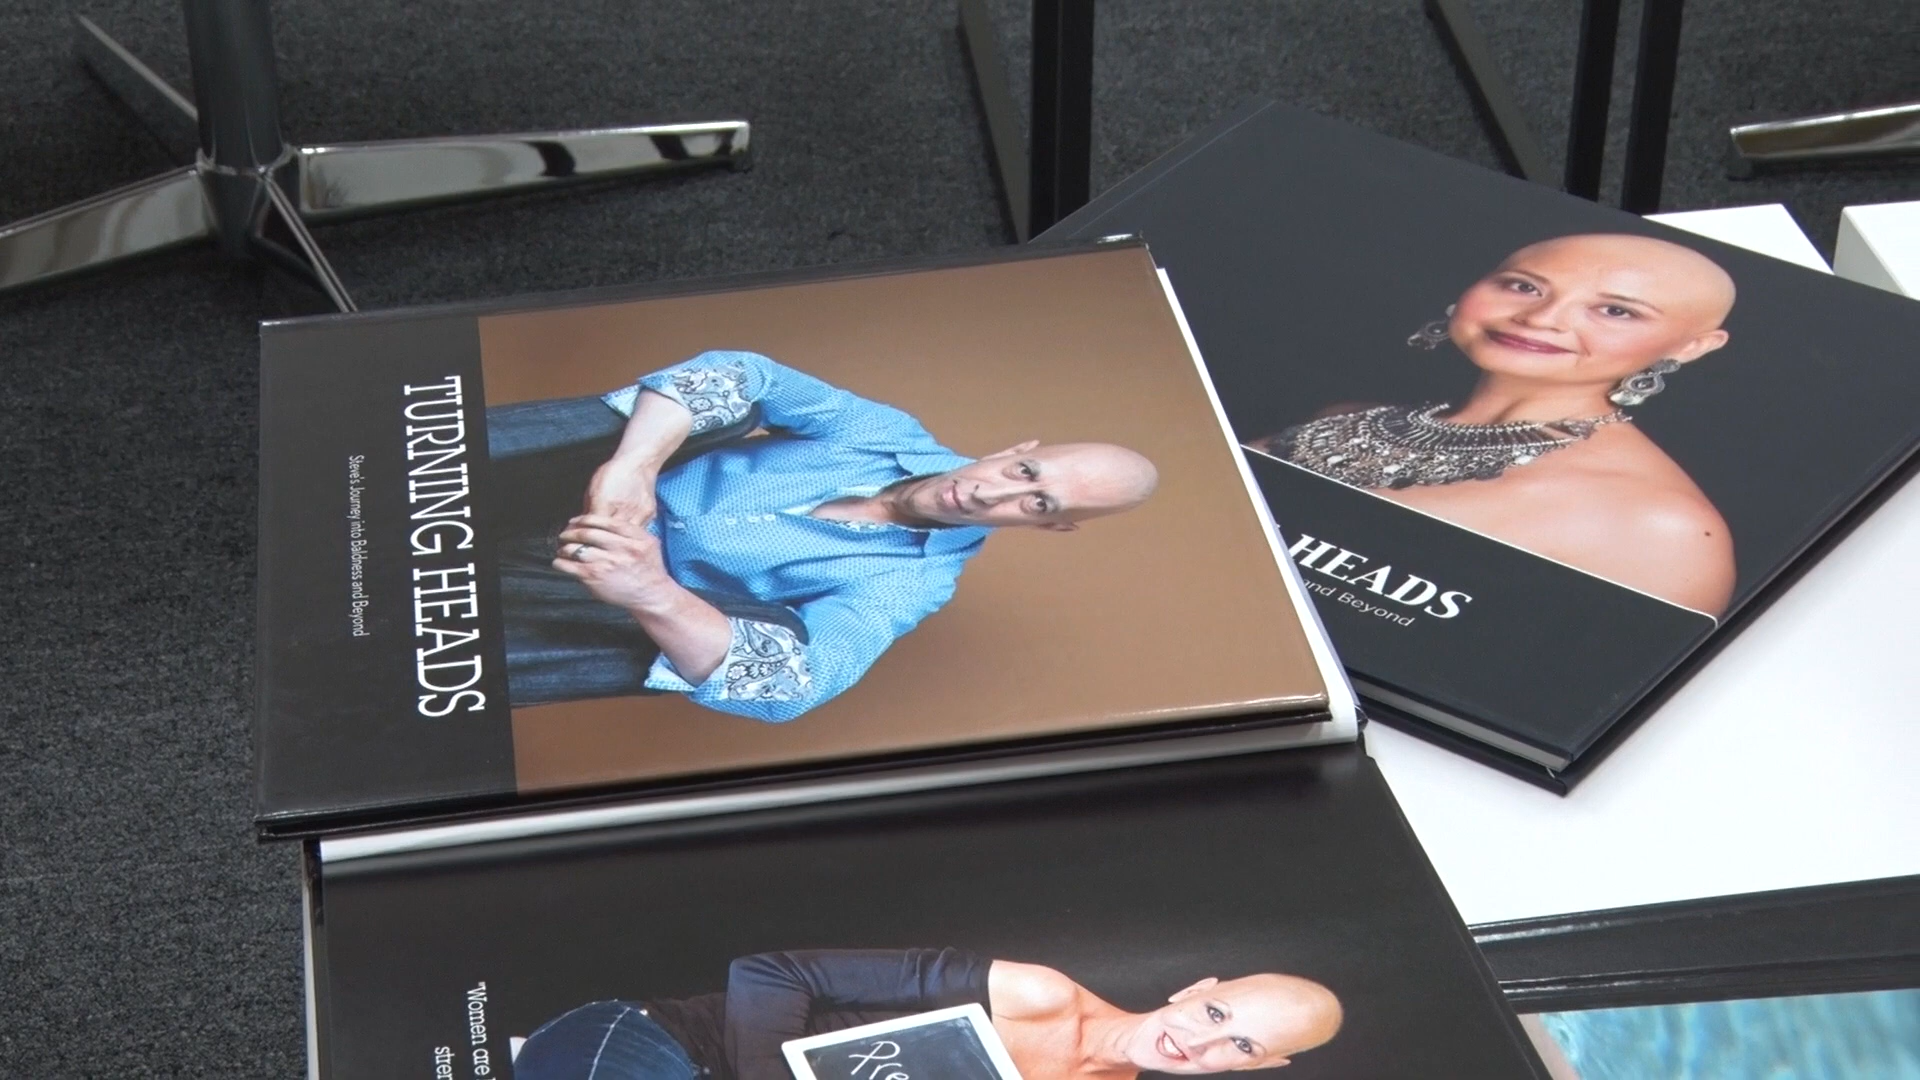 TURNING HEADS
Steve's Journey into Baldness and Beyond
HEADS
and Beyond
"Women are